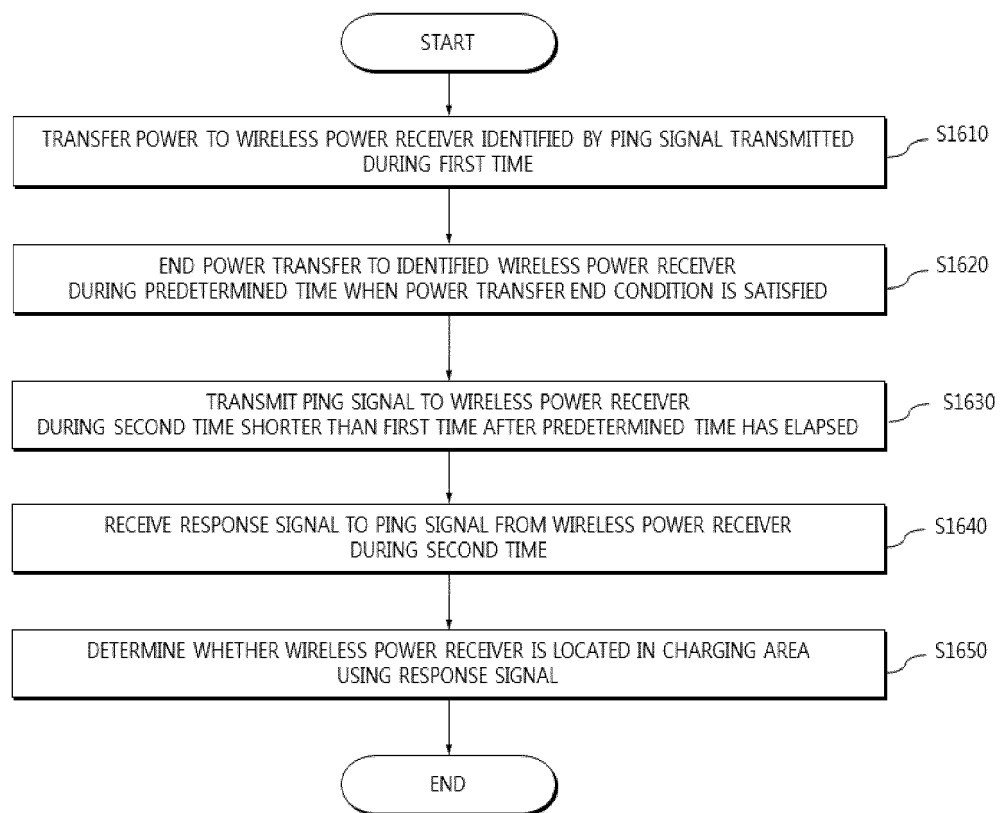 START
TRANSFER POWER TO WIRELESS POWER RECEIVER IDENTIFIED BY PING SIGNAL TRANSMITTED
DURING FIRST TIME
S1610
END POWER TRANSFER TO IDENTIFIED WIRELESS POWER RECEIVER
DURING PREDETERMINED TIME WHEN POWER TRANSFER END CONDITION IS SATISFIED
S1620
TRANSMIT PING SIGNAL TO WIRELESS POWER RECEIVER
DURING SECOND TIME SHORTER THAN FIRST TIME AFTER PREDETERMINED TIME HAS ELAPSED
S1630
RECEIVE RESPONSE SIGNAL TO PING SIGNAL FROM WIRELESS POWER RECEIVER
DURING SECOND TIME
S1640
DETERMINE WHETHER WIRELESS POWER RECEIVER IS LOCATED IN CHARGING AREA
USING RESPONSE SIGNAL
S1650
END